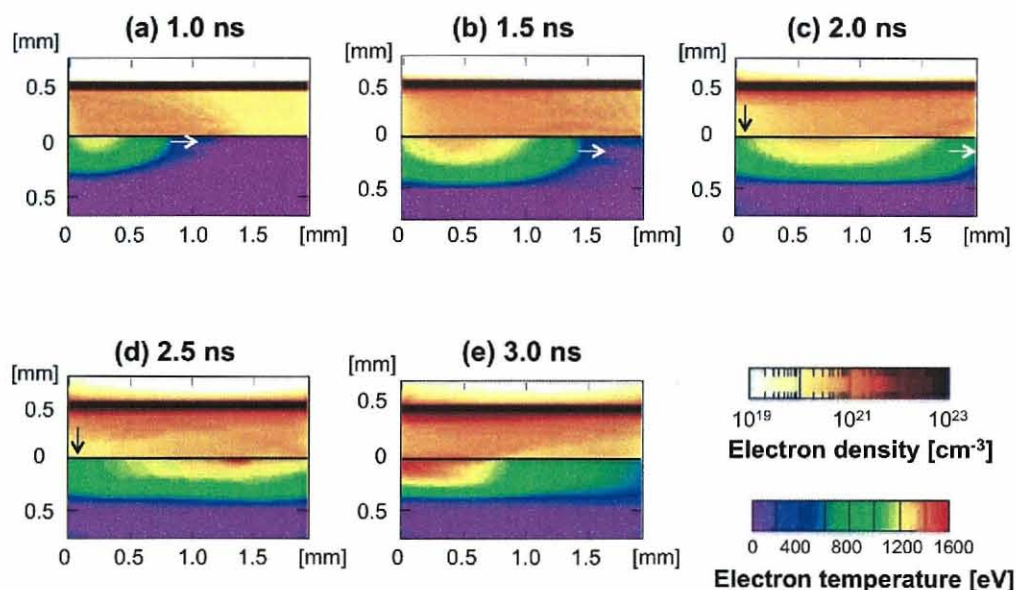 (a) 1.0 ns
(b) 1.5 ns
(c) 2.0 ns
[mm]
[mm]
[mm]
0.5
0
0.5
0.5
0
0.5
0.5
0
0.5
0 0.5 1.0 1.5 [mm]
0 0.5 1.0 1.5 [mm]
0 0.5 1.0 1.5 [mm]
(d) 2.5 ns
(e) 3.0 ns
[mm]
[mm]
0.5
0
0.5
0.5
0
0.5
0 0.5 1.0 1.5 [mm]
0 0.5 1.0 1.5 [mm]
10¹⁹ 10²¹ 10²³
Electron density [cm⁻³]
0 400 800 1200 1600
Electron temperature [eV]